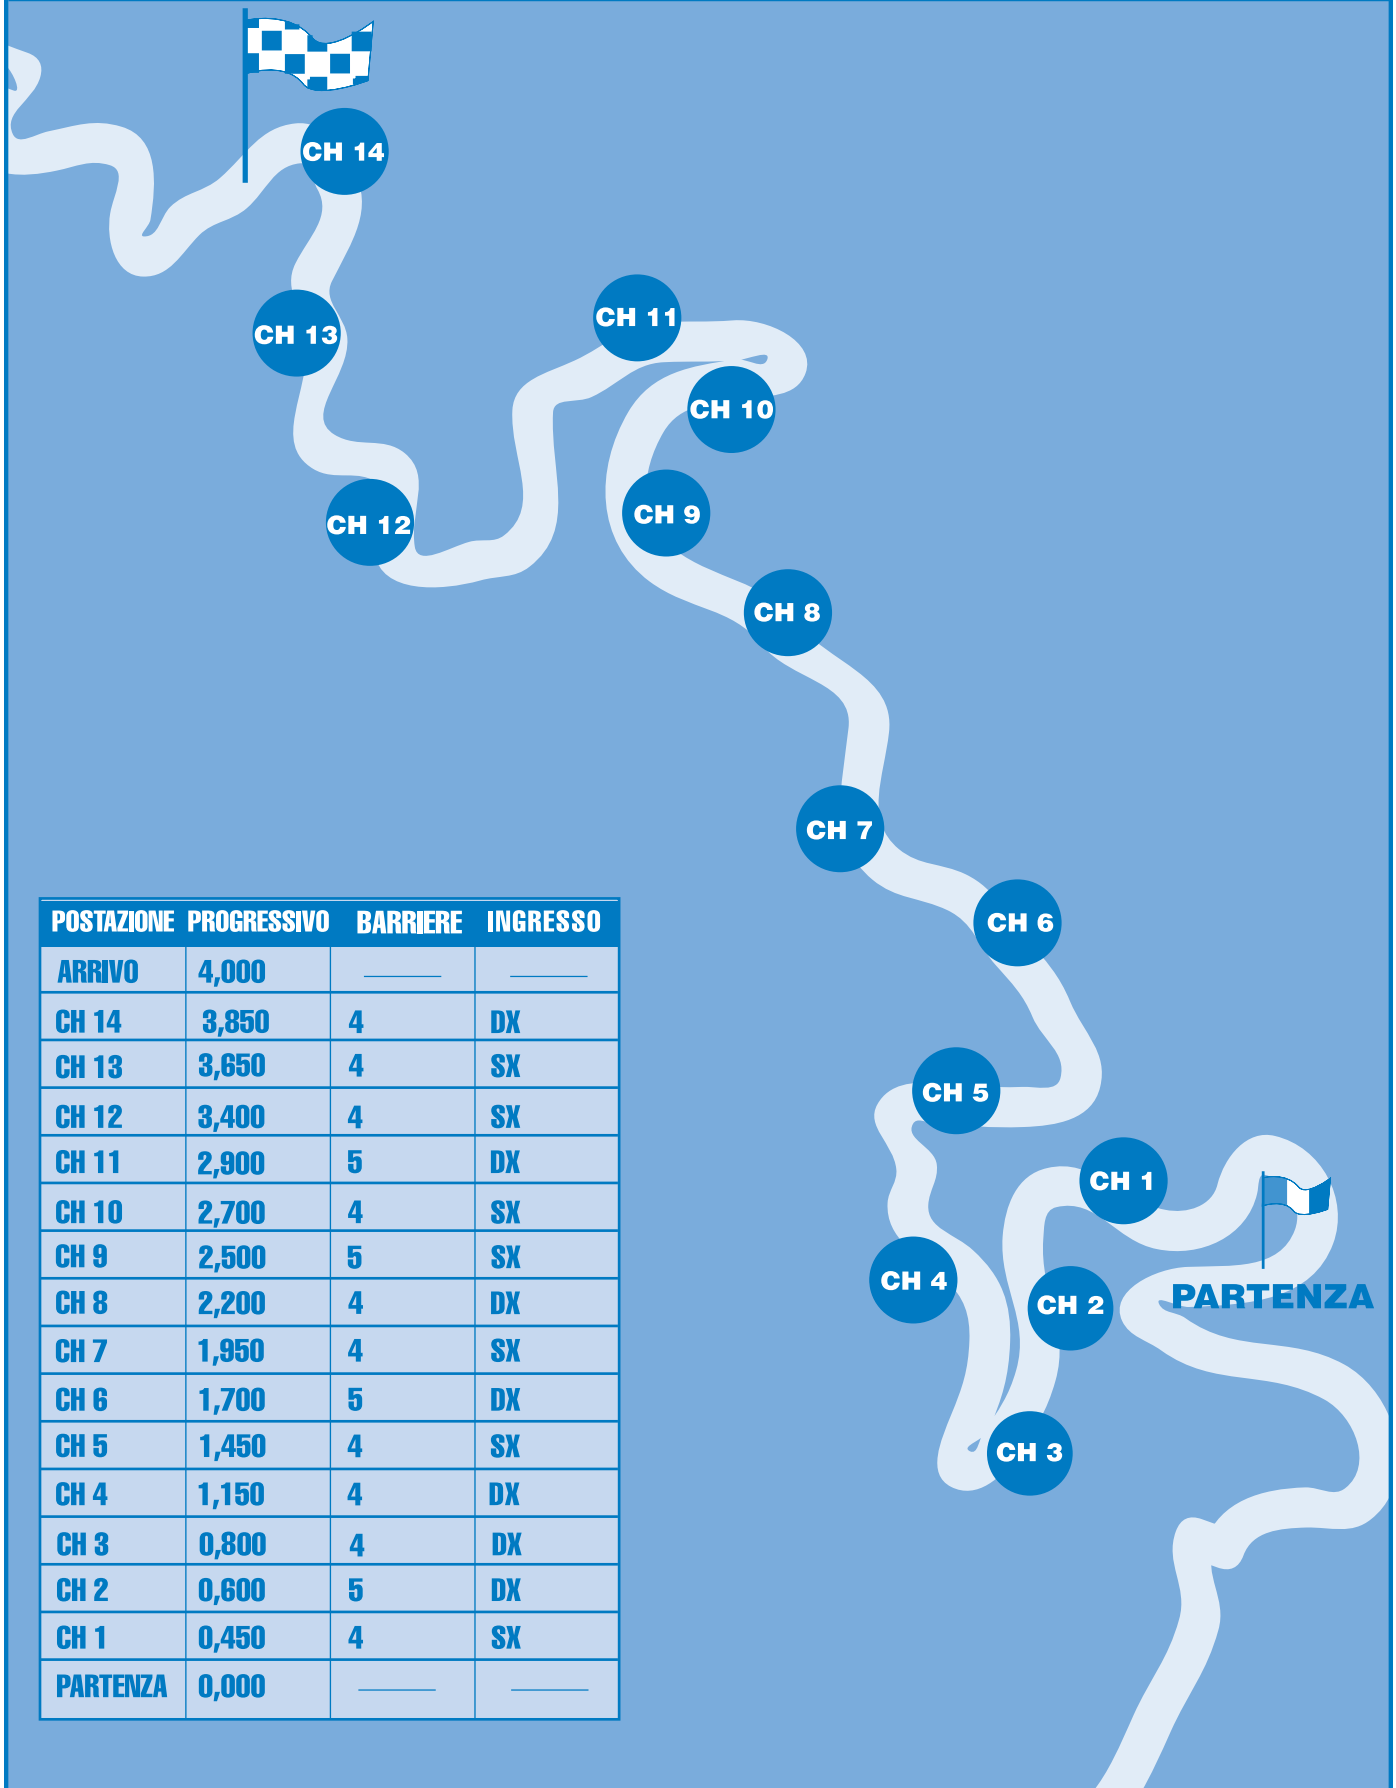 CH 14
CH 13
CH 11
CH 10
CH 12
CH 9
CH 8
CH 7
CH 6
CH 5
CH 1
CH 4
CH 2
PARTENZA
CH 3
POSTAZIONE PROGRESSIVO BARRIERE INGRESSO
ARRIVO 4,000
CH 14 3,850 4 DX
CH 13 3,650 4 SX
CH 12 3,400 4 SX
CH 11 2,900 5 DX
CH 10 2,700 4 SX
CH 9 2,500 5 SX
CH 8 2,200 4 DX
CH 7 1,950 4 SX
CH 6 1,700 5 DX
CH 5 1,450 4 SX
CH 4 1,150 4 DX
CH 3 0,800 4 DX
CH 2 0,600 5 DX
CH 1 0,450 4 SX
PARTENZA 0,000